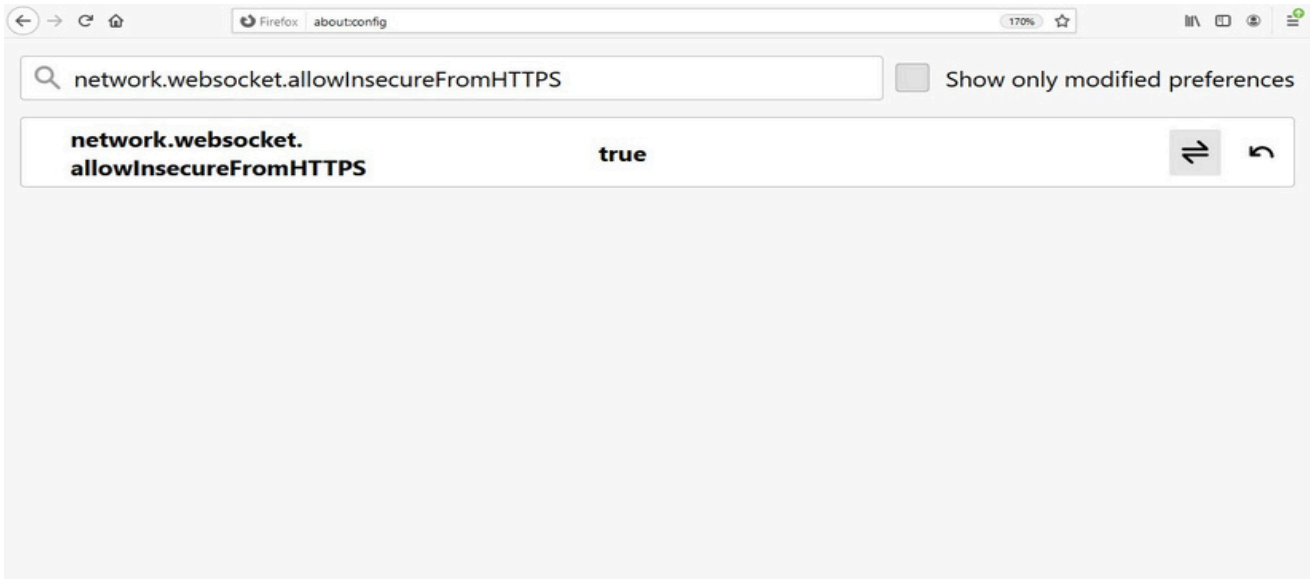 Firefox about:config 170%
network.websocket.allowInsecureFromHTTPS Show only modified preferences
network.websocket.
allowInsecureFromHTTPS
true